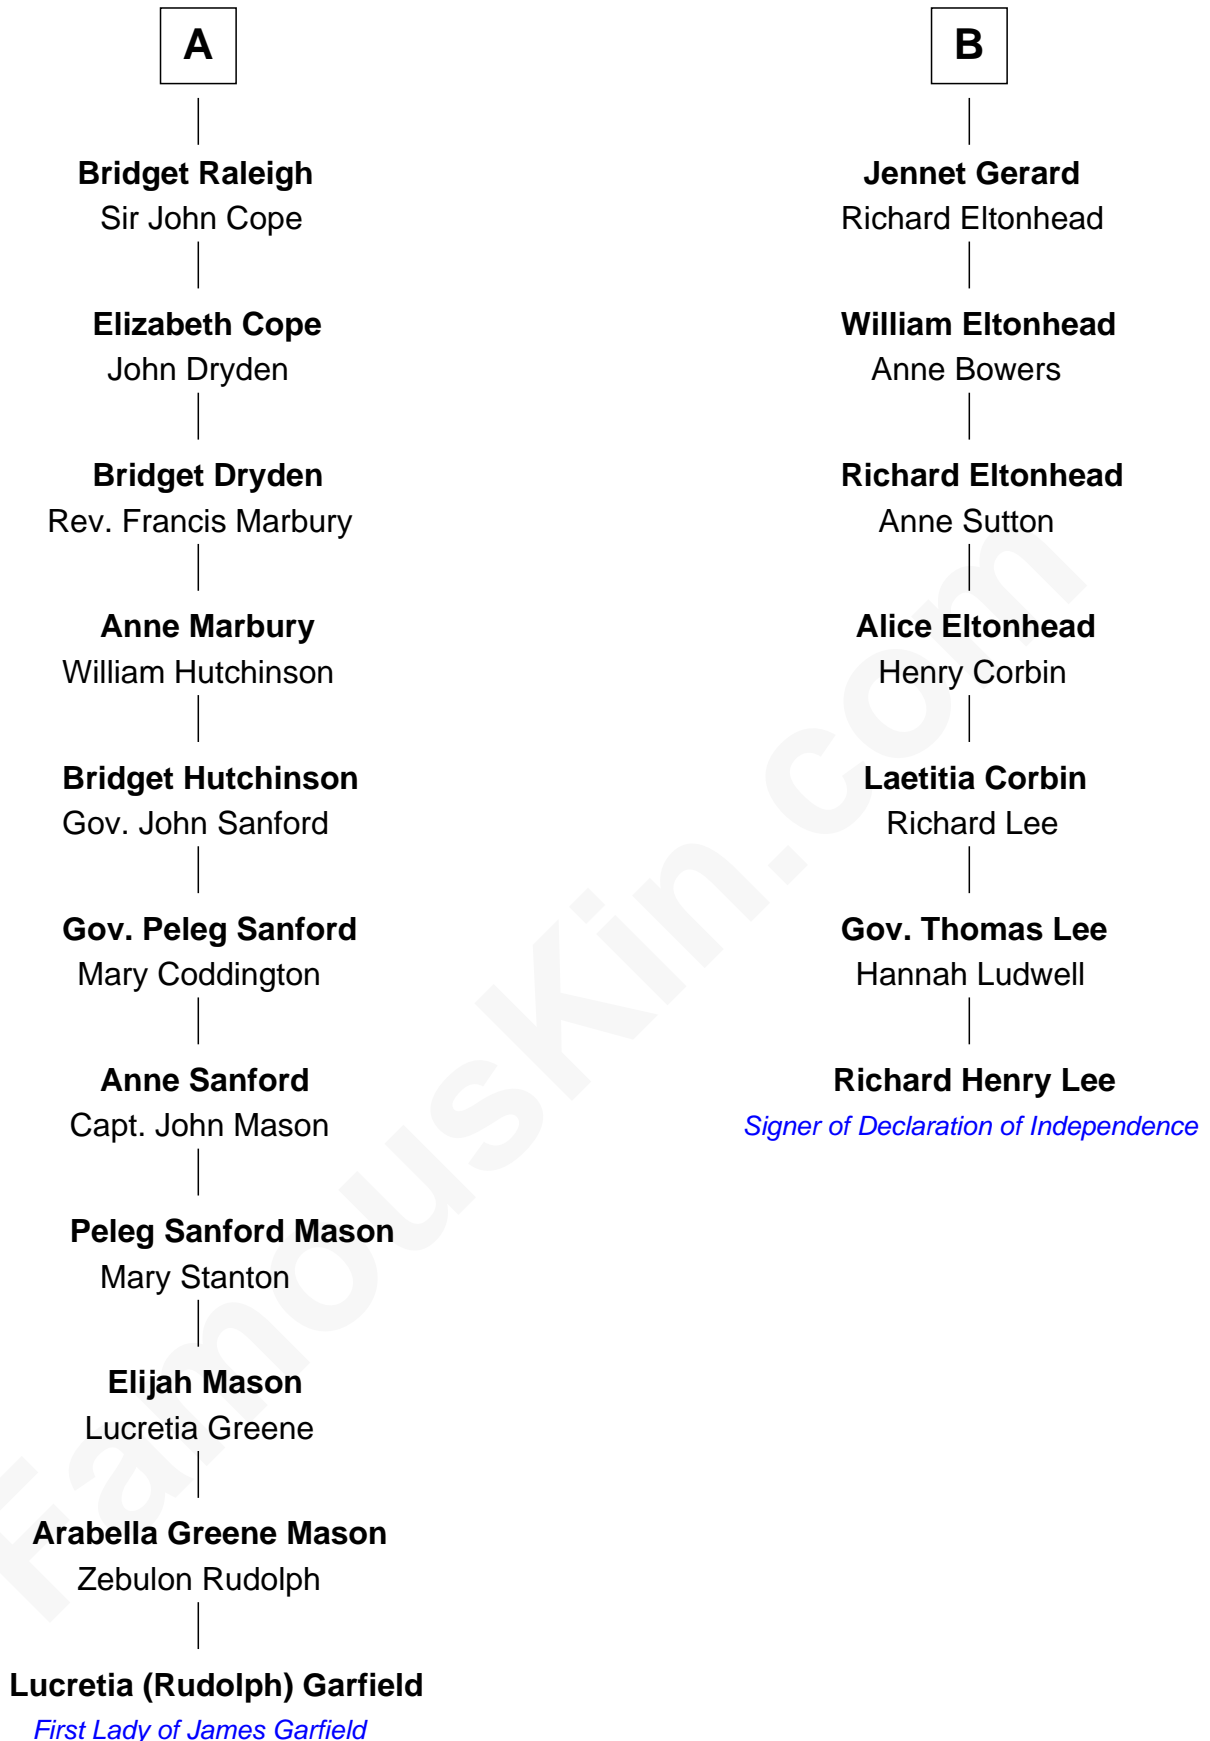 A
Bridget Raleigh
Sir John Cope
Elizabeth Cope
John Dryden
Bridget Dryden
Rev. Francis Marbury
Anne Marbury
William Hutchinson
Bridget Hutchinson
Gov. John Sanford
Gov. Peleg Sanford
Mary Coddington
Anne Sanford
Capt. John Mason
Peleg Sanford Mason
Mary Stanton
Elijah Mason
Lucretia Greene
Arabella Greene Mason
Zebulon Rudolph
Lucretia (Rudolph) Garfield
First Lady of James Garfield
B
Jennet Gerard
Richard Eltonhead
William Eltonhead
Anne Bowers
Richard Eltonhead
Anne Sutton
Alice Eltonhead
Henry Corbin
Laetitia Corbin
Richard Lee
Gov. Thomas Lee
Hannah Ludwell
Richard Henry Lee
Signer of Declaration of Independence
FamousKin.com